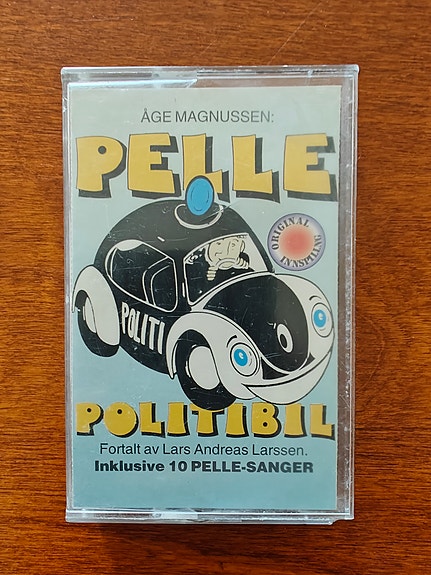 ÅGE MAGNUSSEN:
PELLE
ORIGINAL
INNSPILLING
POLITI
POLITIBIL
Fortalt av Lars Andreas Larssen.
Inklusive 10 PELLE-SANGER